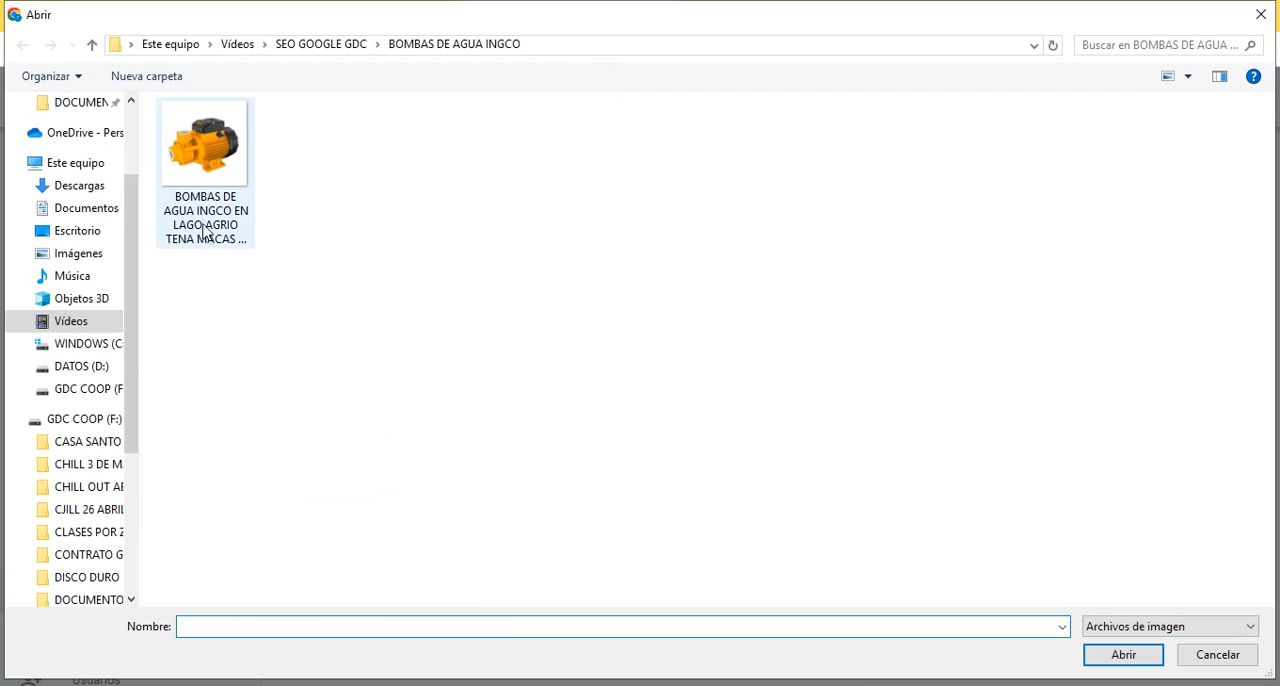 Abrir
Este equipo > Vídeos > SEO GOOGLE GDC > BOMBAS DE AGUA INGCO
Buscar en BOMBAS DE AGUA ...
Organizar
Nueva carpeta
DOCUMEN
OneDrive - Pers
Este equipo
Descargas
Documentos
Escritorio
Imágenes
Música
Objetos 3D
Vídeos
WINDOWS (C
DATOS (D:)
GDC COOP (F
GDC COOP (F:)
CASA SANTO
CHILL 3 DE M
CHILL OUT AB
CJILL 26 ABRIL
CLASES POR Z
CONTRATO G
DISCO DURO
DOCUMENTO
BOMBAS DE
AGUA INGCO EN
LAGO AGRIO
TENA MACAS ...
Nombre:
Archivos de imagen
Abrir
Cancelar
Usuarios